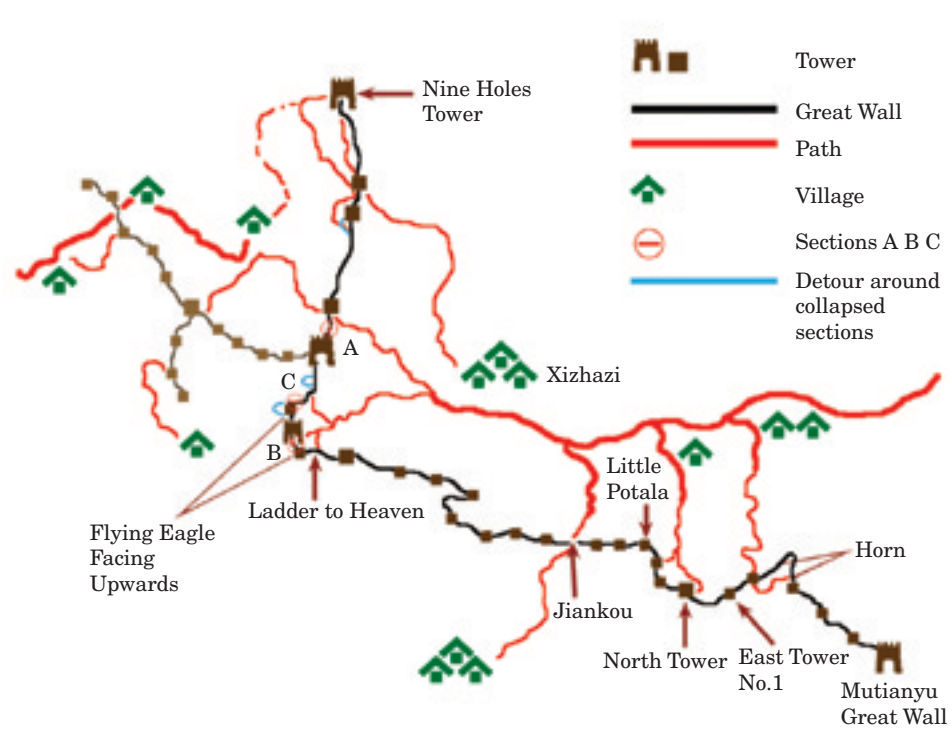 Nine Holes
Tower
Tower
Great Wall
Path
Village
Sections A B C
Detour around
collapsed
sections
A
Xizhazi
C
B
Little
Potala
Ladder to Heaven
Flying Eagle
Facing
Upwards
Horn
Jiankou
North Tower
East Tower
No.1
Mutianyu
Great Wall